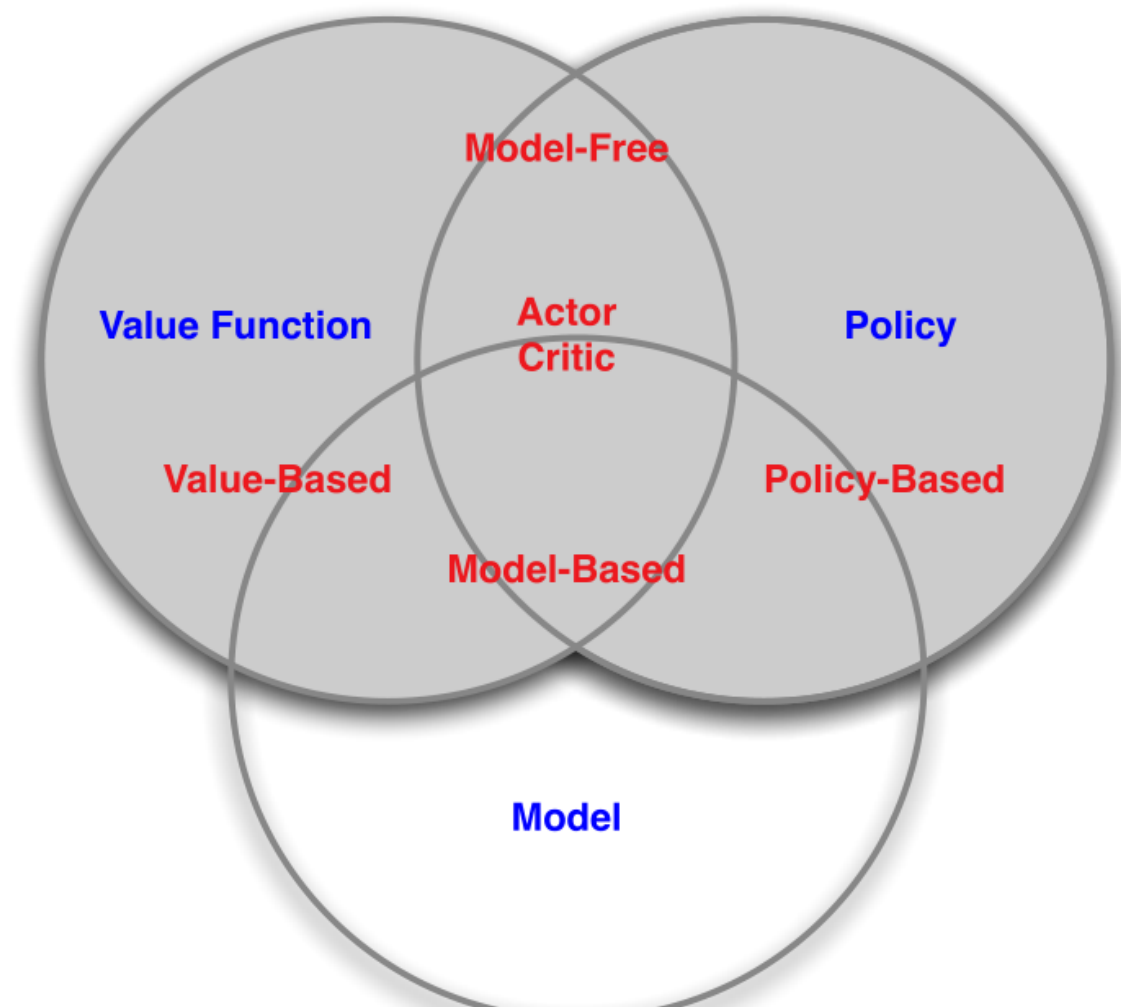 Model-Free
Actor
Critic
Value Function
Policy
Value-Based
Policy-Based
Model-Based
Model